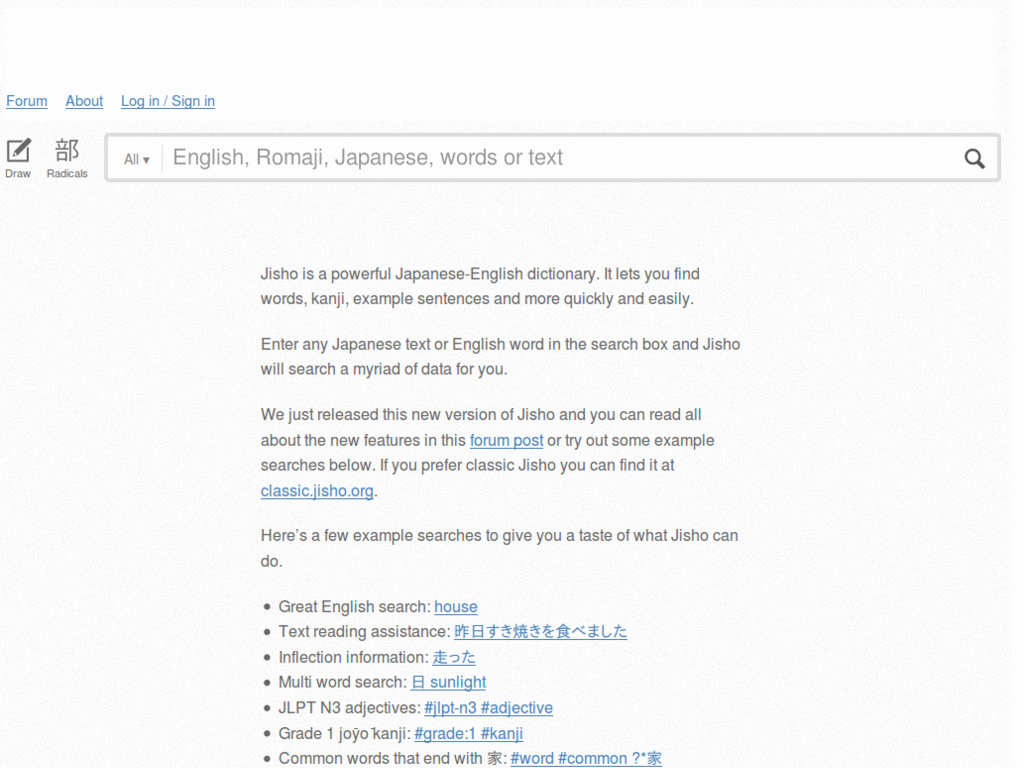 Forum About Log in / Sign in
Draw
部
Radicals
All ▾ English, Romaji, Japanese, words or text
Jisho is a powerful Japanese-English dictionary. It lets you find
words, kanji, example sentences and more quickly and easily.
Enter any Japanese text or English word in the search box and Jisho
will search a myriad of data for you.
We just released this new version of Jisho and you can read all
about the new features in this forum post or try out some example
searches below. If you prefer classic Jisho you can find it at
classic.jisho.org.
Here’s a few example searches to give you a taste of what Jisho can
do.
• Great English search: house
• Text reading assistance: 昨日すき焼きを食べました
• Inflection information: 走った
• Multi word search: 日 sunlight
• JLPT N3 adjectives: #jlpt-n3 #adjective
• Grade 1 jōyō kanji: #grade:1 #kanji
• Common words that end with 家: #word #common ?*家